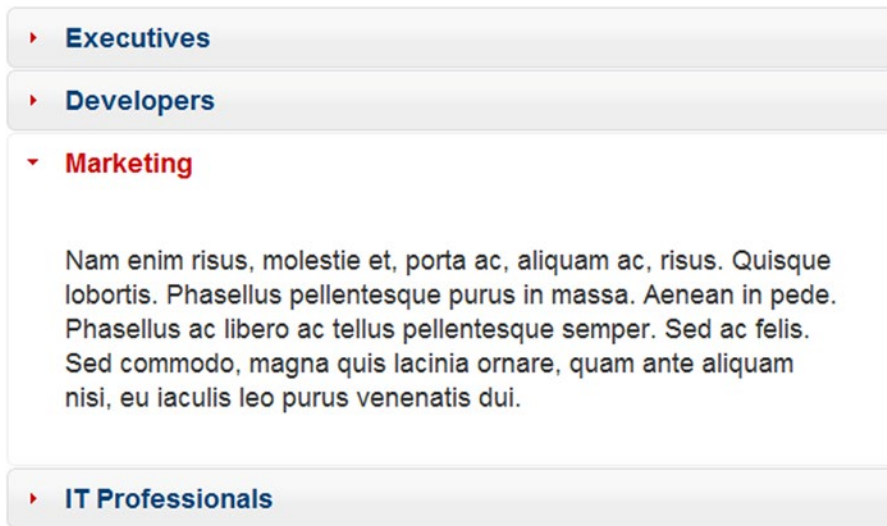 Executives
Developers
Marketing
Nam enim risus, molestie et, porta ac, aliquam ac, risus. Quisque
lobortis. Phasellus pellentesque purus in massa. Aenean in pede.
Phasellus ac libero ac tellus pellentesque semper. Sed ac felis.
Sed commodo, magna quis lacinia ornare, quam ante aliquam
nisi, eu iaculis leo purus venenatis dui.
IT Professionals